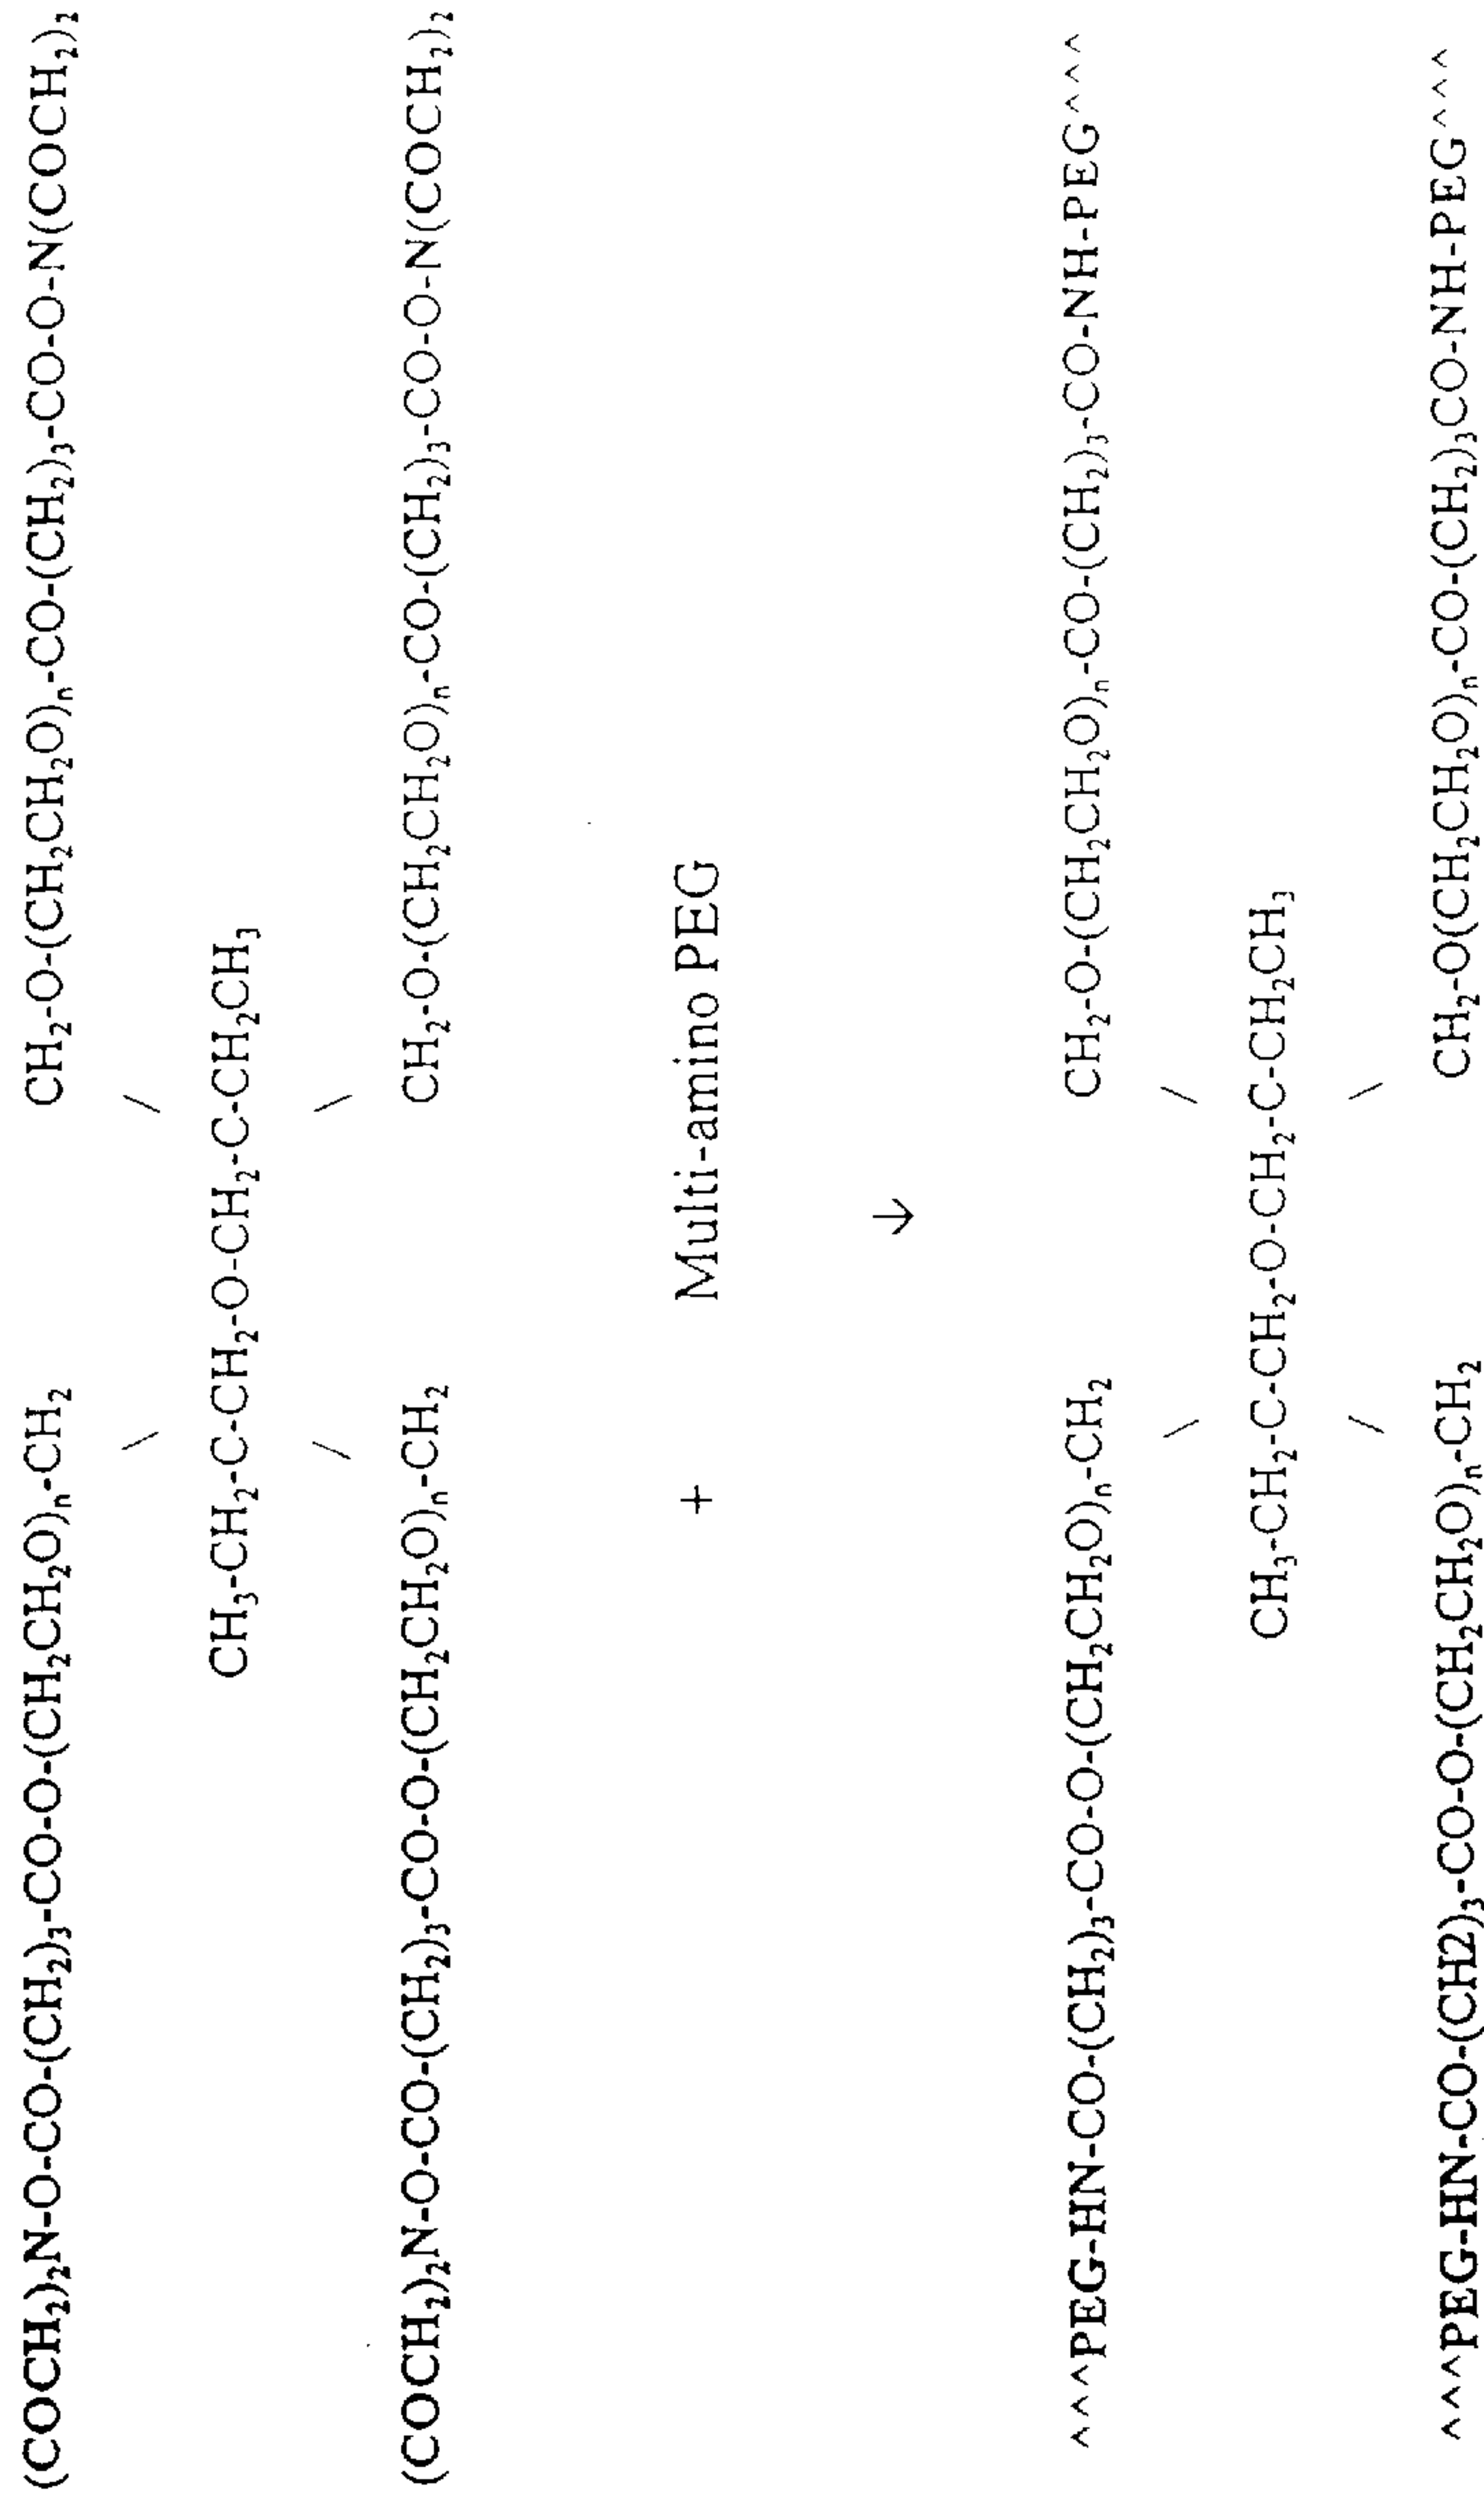 (COCH₂)₂N-O-CO-(CH₂)₃-CO-O-(CH₂CH₂O)ₙ-CH₂ CH₂-O-(CH₂CH₂O)ₙ-CO-(CH₂)₃-CO-O-N(COCH₂)₂
\ /
CH₃-CH₂-C-CH₂-O-CH₂-C-CH₂CH₃
/ \
(COCH₂)₂N-O-CO-(CH₂)₃-CO-O-(CH₂CH₂O)ₙ-CH₂ CH₂-O-(CH₂CH₂O)ₙ-CO-(CH₂)₃-CO-O-N(COCH₂)₂
+ Multi-amino PEG
↓
^^^PEG-HN-CO-(CH₂)₃-CO-O-(CH₂CH₂O)ₙ-CH₂ CH₂-O-(CH₂CH₂O)ₙ-CO-(CH₂)₃-CO-NH-PEG^^^
\ /
CH₃-CH₂-C-CH₂-O-CH₂-C-CH₂CH₃
/ \
^^^PEG-HN-CO-(CH2)₃-CO-O-(CH₂CH₂O)ₙ-CH₂ CH₂-O(CH₂CH₂O)ₙ-CO-(CH₂)₃CO-NH-PEG^^^